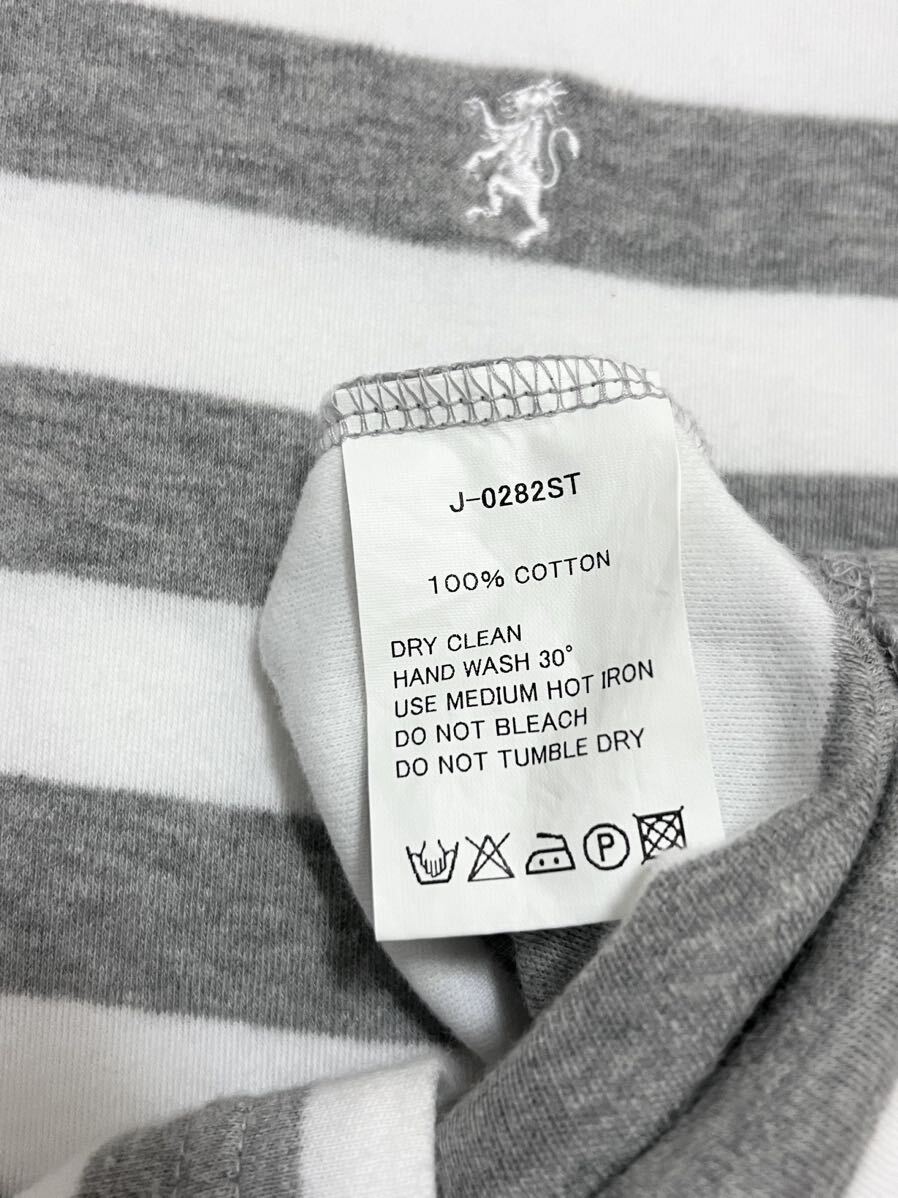 J-0282ST
100% COTTON
DRY CLEAN
HAND WASH 30°
USE MEDIUM HOT IRON
DO NOT BLEACH
DO NOT TUMBLE DRY
P